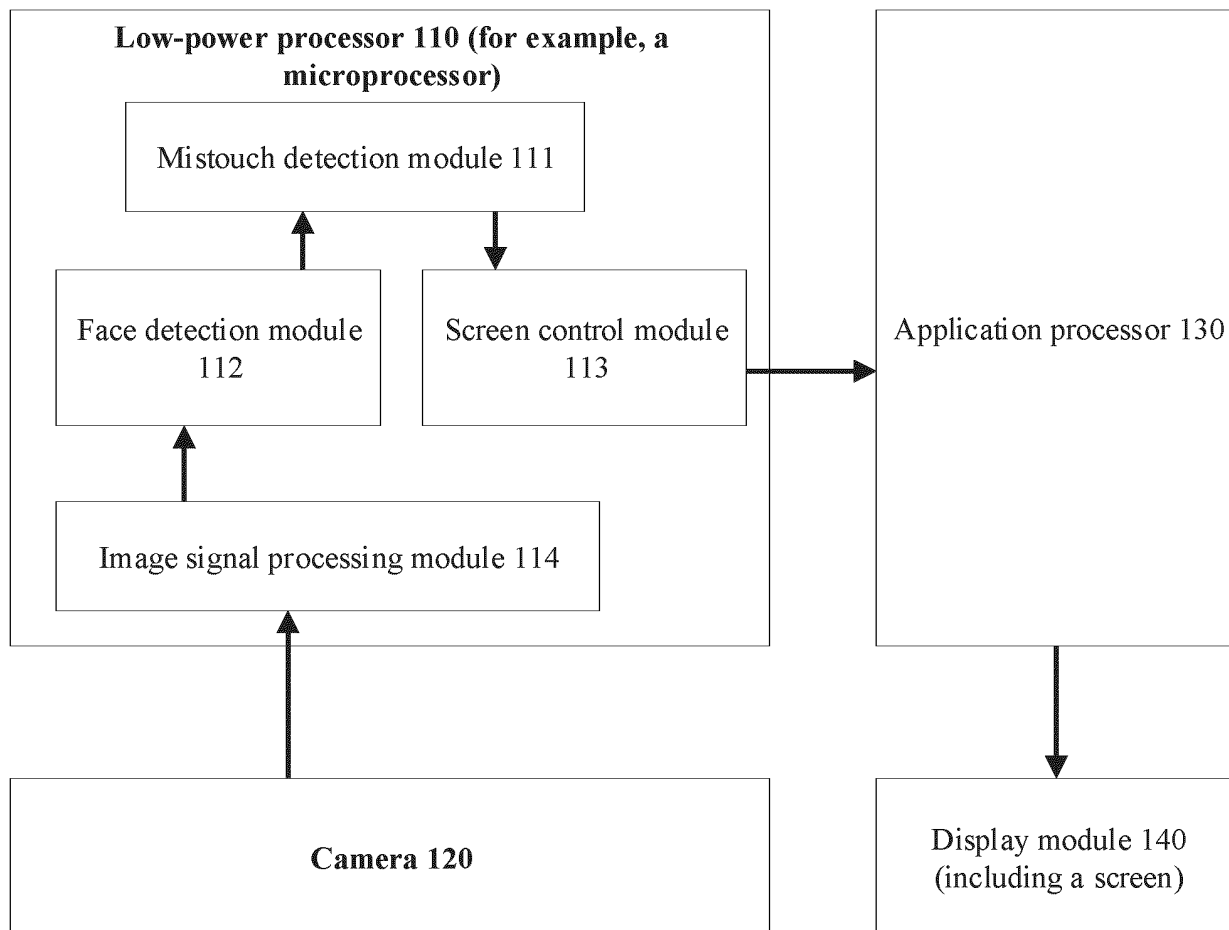 Low-power processor 110 (for example, a
microprocessor)
Mistouch detection module 111
Face detection module
112
Screen control module
113
Application processor 130
Image signal processing module 114
Camera 120
Display module 140
(including a screen)